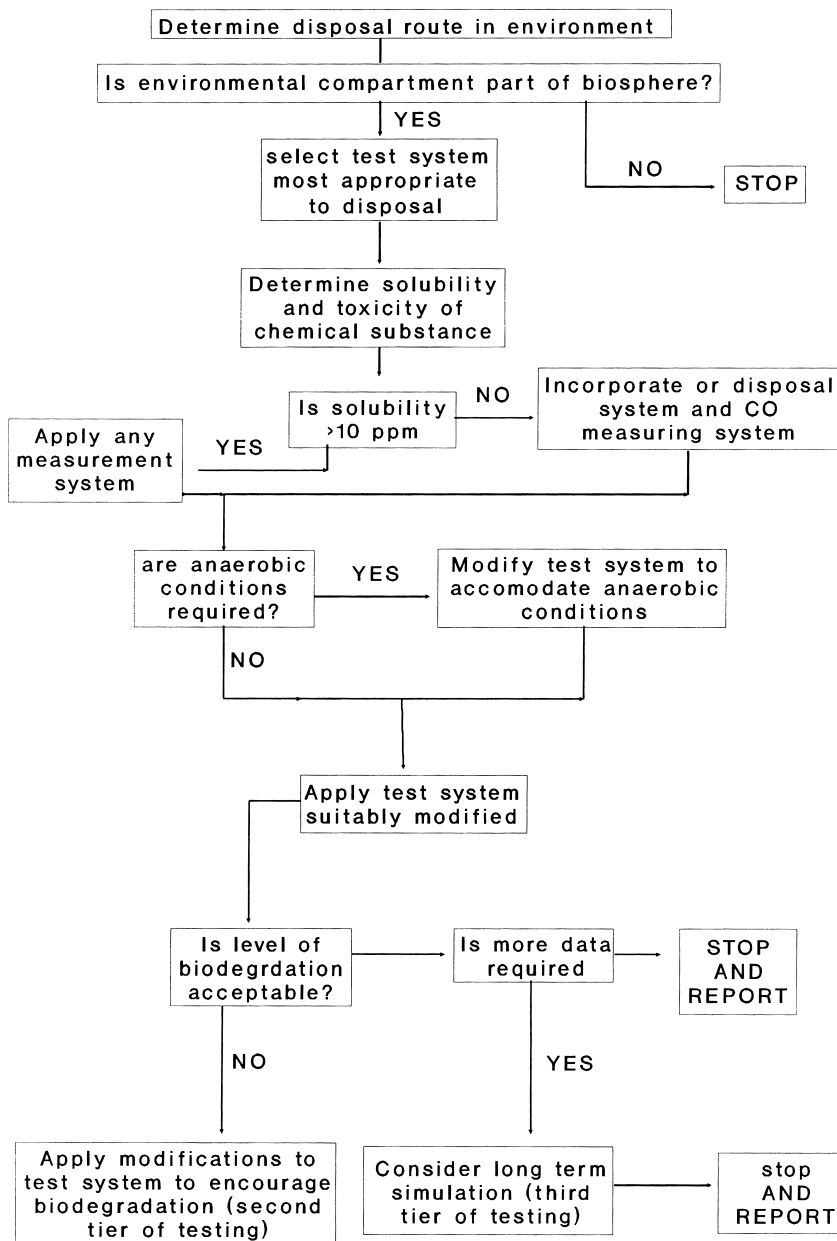 Determine disposal route in environment
Is environmental compartment part of biosphere?
YES
NO
select test system
most appropriate
to disposal
STOP
Determine solubility
and toxicity of
chemical substance
Is solubility
>10 ppm
NO
Incorporate or disposal
system and CO
measuring system
YES
Apply any
measurement
system
are anaerobic
conditions
required?
YES
Modify test system to
accomodate anaerobic
conditions
NO
Apply test system
suitably modified
Is level of
biodegrdation
acceptable?
Is more data
required
STOP
AND
REPORT
NO
YES
Apply modifications to
test system to encourage
biodegradation (second
tier of testing)
Consider long term
simulation (third
tier of testing)
stop
AND
REPORT